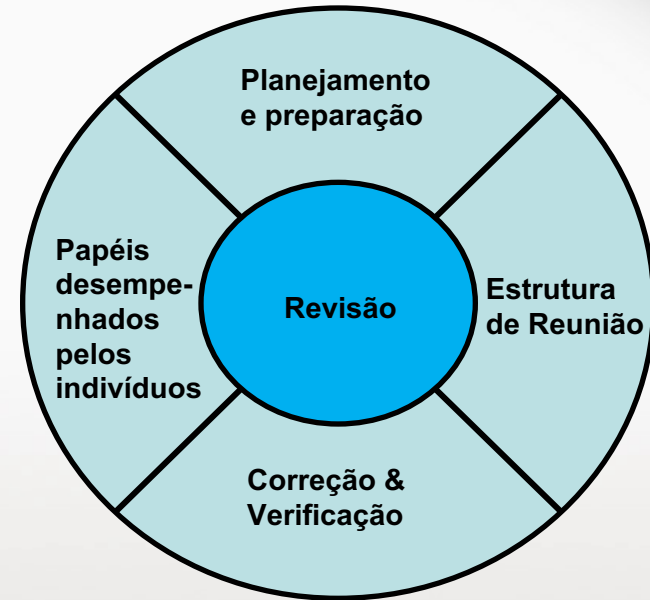 Planejamento
e preparação
Papéis
desempe-
nhados
pelos
indivíduos
Revisão
Estrutura
de Reunião
Correção &
Verificação